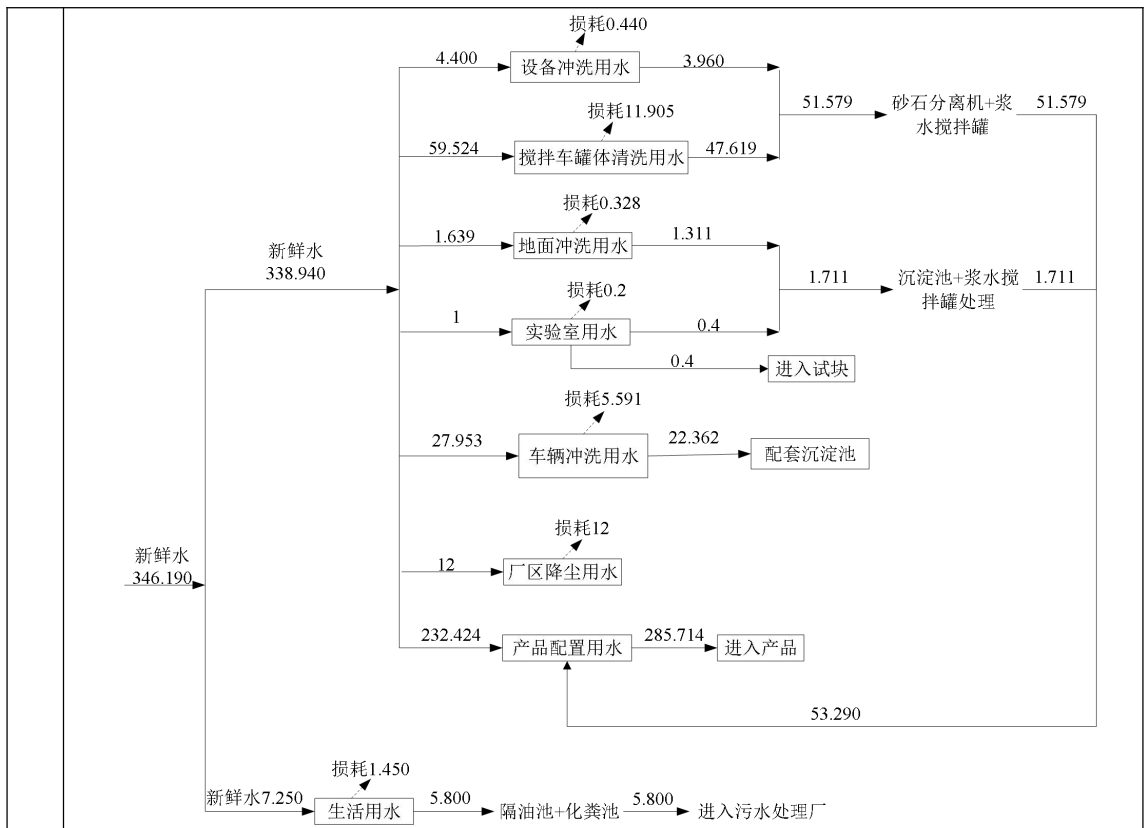 损耗0.440
4.400
设备冲洗用水
3.960
损耗11.905
51.579
砂石分离机+浆
水搅拌罐
51.579
59.524
搅拌车罐体清洗用水
47.619
损耗0.328
1.639
地面冲洗用水
1.311
新鲜水
338.940
损耗0.2
1.711
沉淀池+浆水搅
拌罐处理
1.711
1
实验室用水
0.4
0.4
进入试块
损耗5.591
27.953
车辆冲洗用水
22.362
配套沉淀池
损耗12
新鲜水
346.190
12
厂区降尘用水
232.424
产品配置用水
285.714
进入产品
53.290
损耗1.450
新鲜水7.250
生活用水
5.800
隔油池+化粪池
5.800
进入污水处理厂